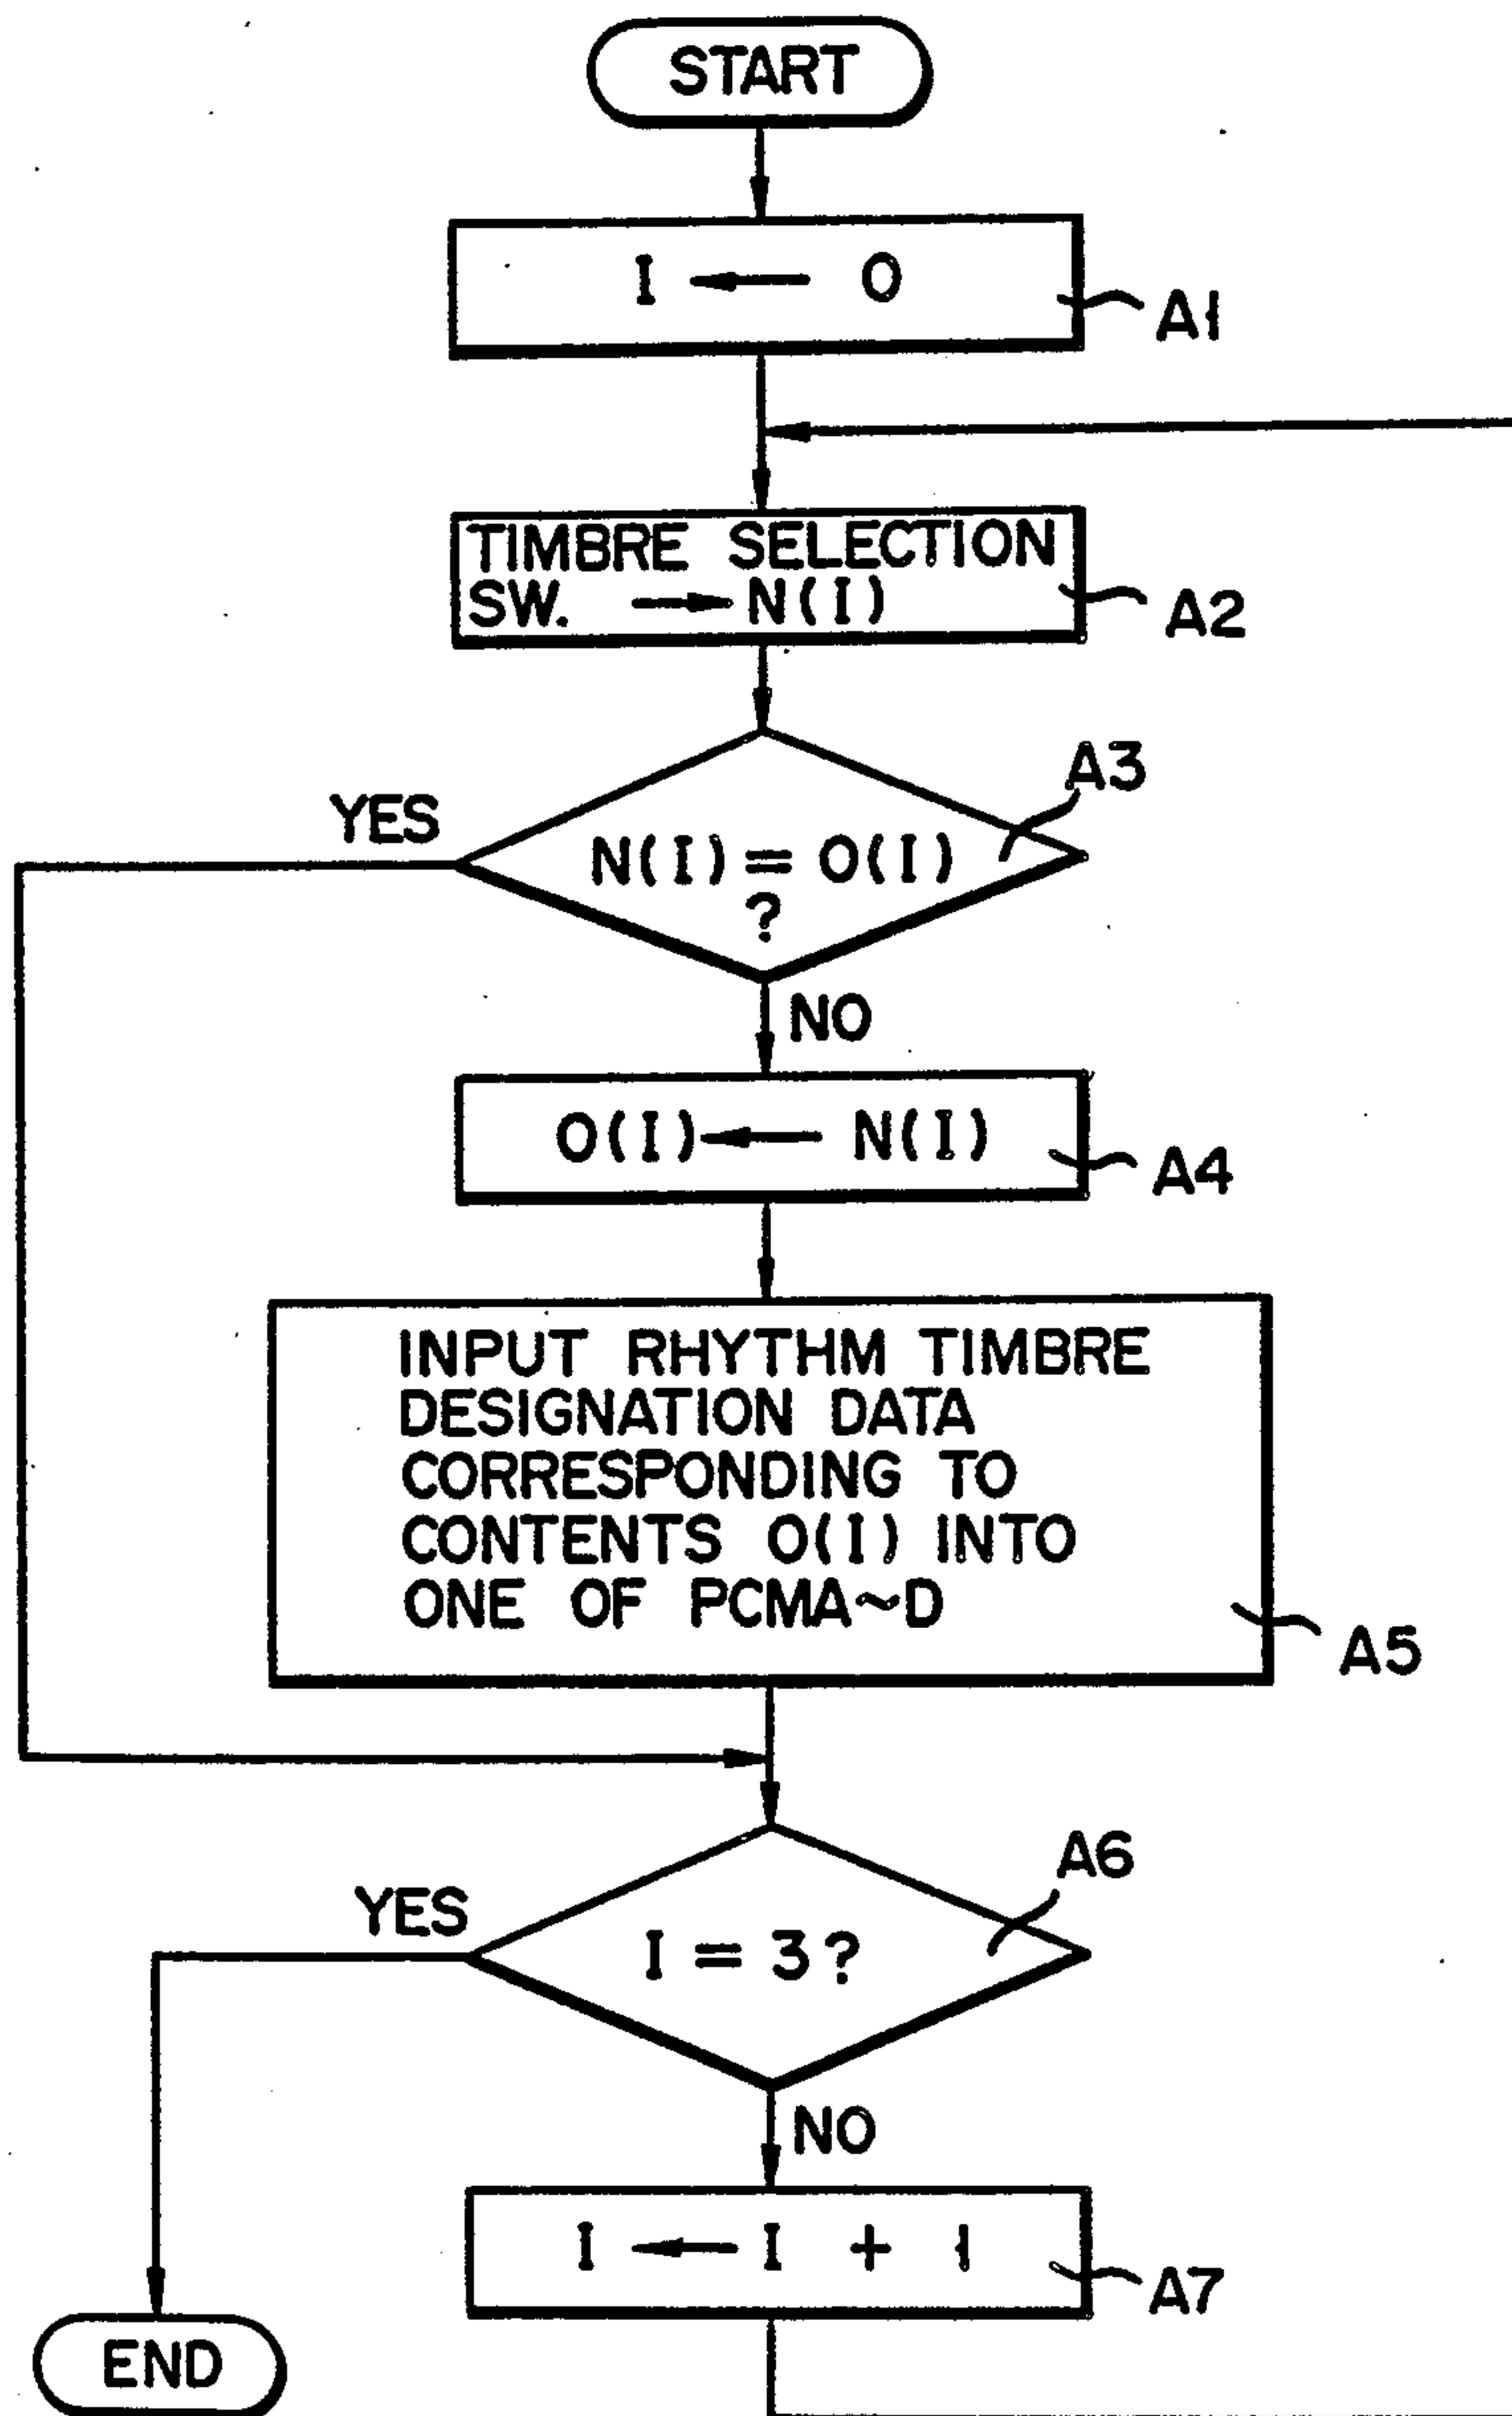 START
I ← O
A1
TIMBRE SELECTION
SW. → N(I)
A2
A3
YES
N(I) = O(I)
?
NO
O(I) ← N(I)
A4
INPUT RHYTHM TIMBRE
DESIGNATION DATA
CORRESPONDING TO
CONTENTS O(I) INTO
ONE OF PCMA~D
A5
A6
YES
I = 3?
NO
I ← I + 1
A7
END